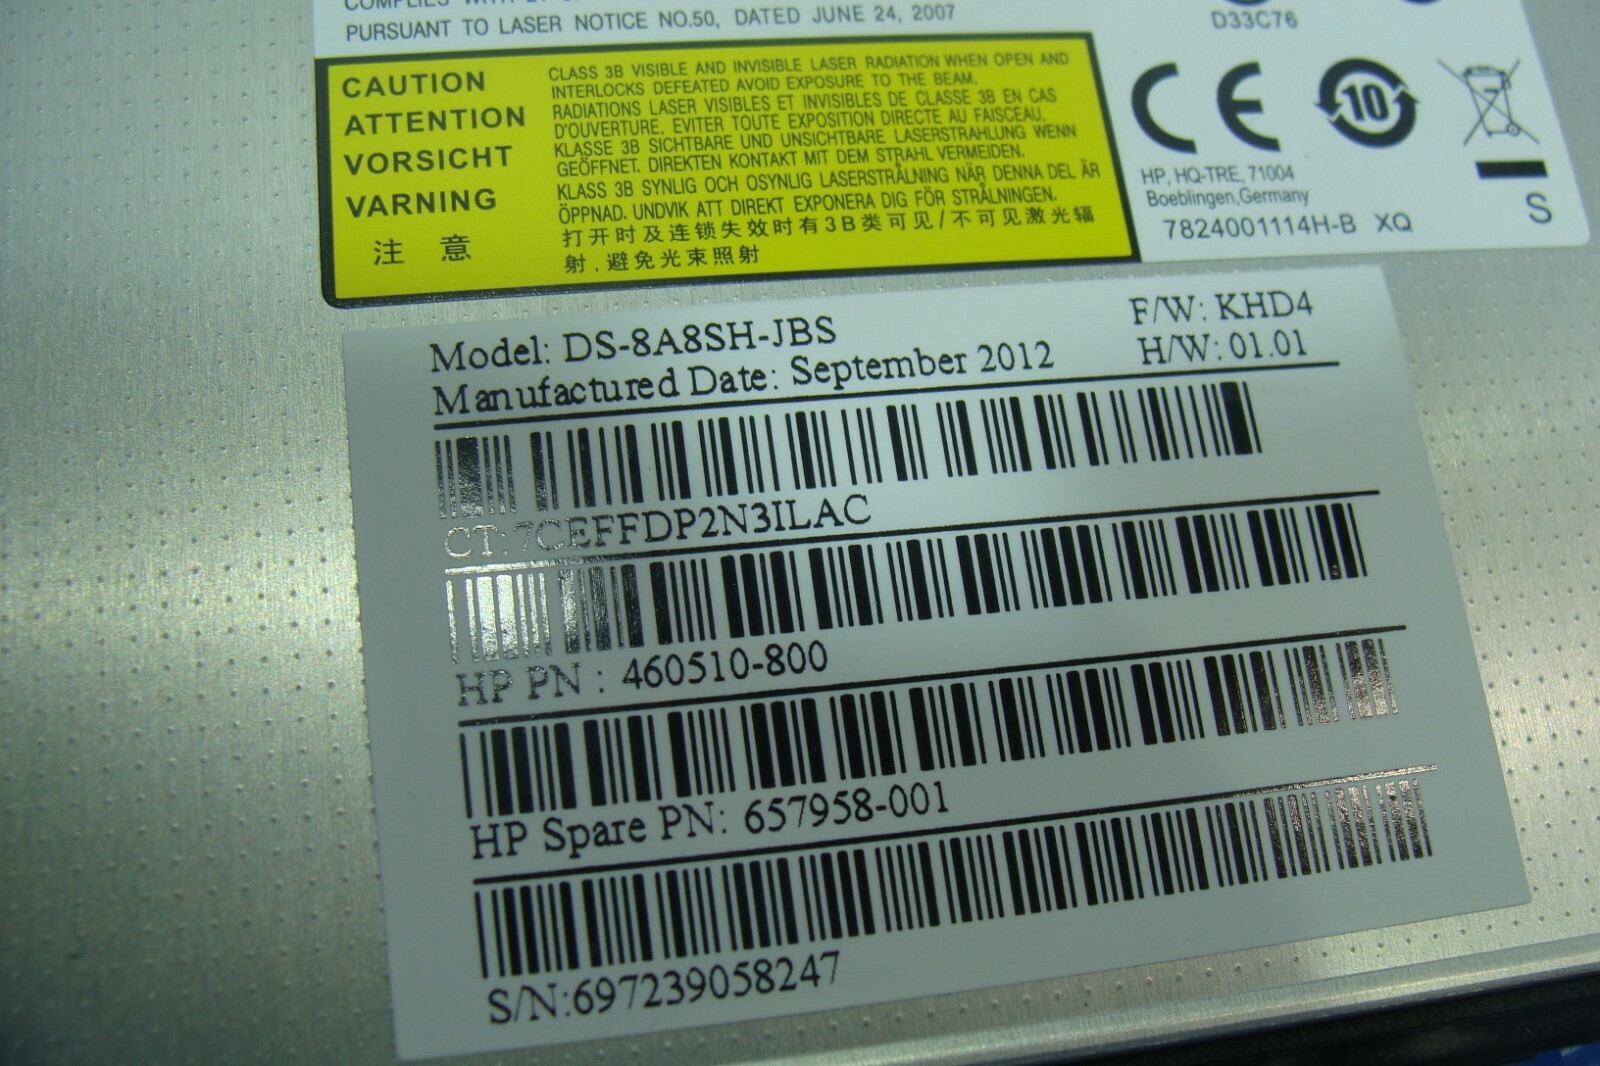 COMPLIES WITH 21
PURSUANT TO LASER NOTICE NO.50, DATED JUNE 24, 2007
D33C76
CAUTION
ATTENTION
VORSICHT
VARNING
注 意
CLASS 3B VISIBLE AND INVISIBLE LASER RADIATION WHEN OPEN AND
INTERLOCKS DEFEATED AVOID EXPOSURE TO THE BEAM.
RADIATIONS LASER VISIBLES ET INVISIBLES DE CLASSE 3B EN CAS
D'OUVERTURE. EVITER TOUTE EXPOSITION DIRECTE AU FAISCEAU.
KLASSE 3B SICHTBARE UND UNSICHTBARE LASERSTRAHLUNG WENN
GEÖFFNET. DIREKTEN KONTAKT MIT DEM STRAHL VERMEIDEN.
KLASS 3B SYNLIG OCH OSYNLIG LASERSTRÅLNING NÄR DENNA DEL ÄR
ÖPPNAD. UNDVIK ATT DIREKT EXPONERA DIG FÖR STRÅLNINGEN.
打开时及连锁失效时有3B类可见/不可见激光辐
射,避免光束照射
CE
10
HP, HQ-TRE, 71004
Boeblingen,Germany
7824001114H-B XQ
S
Model: DS-8A8SH-JBS
F/W: KHD4
Manufactured Date: September 2012
H/W: 01.01
CT:7CEFFDP2N3ILAC
HP PN : 460510-800
HP Spare PN: 657958-001
S/N:697239058247